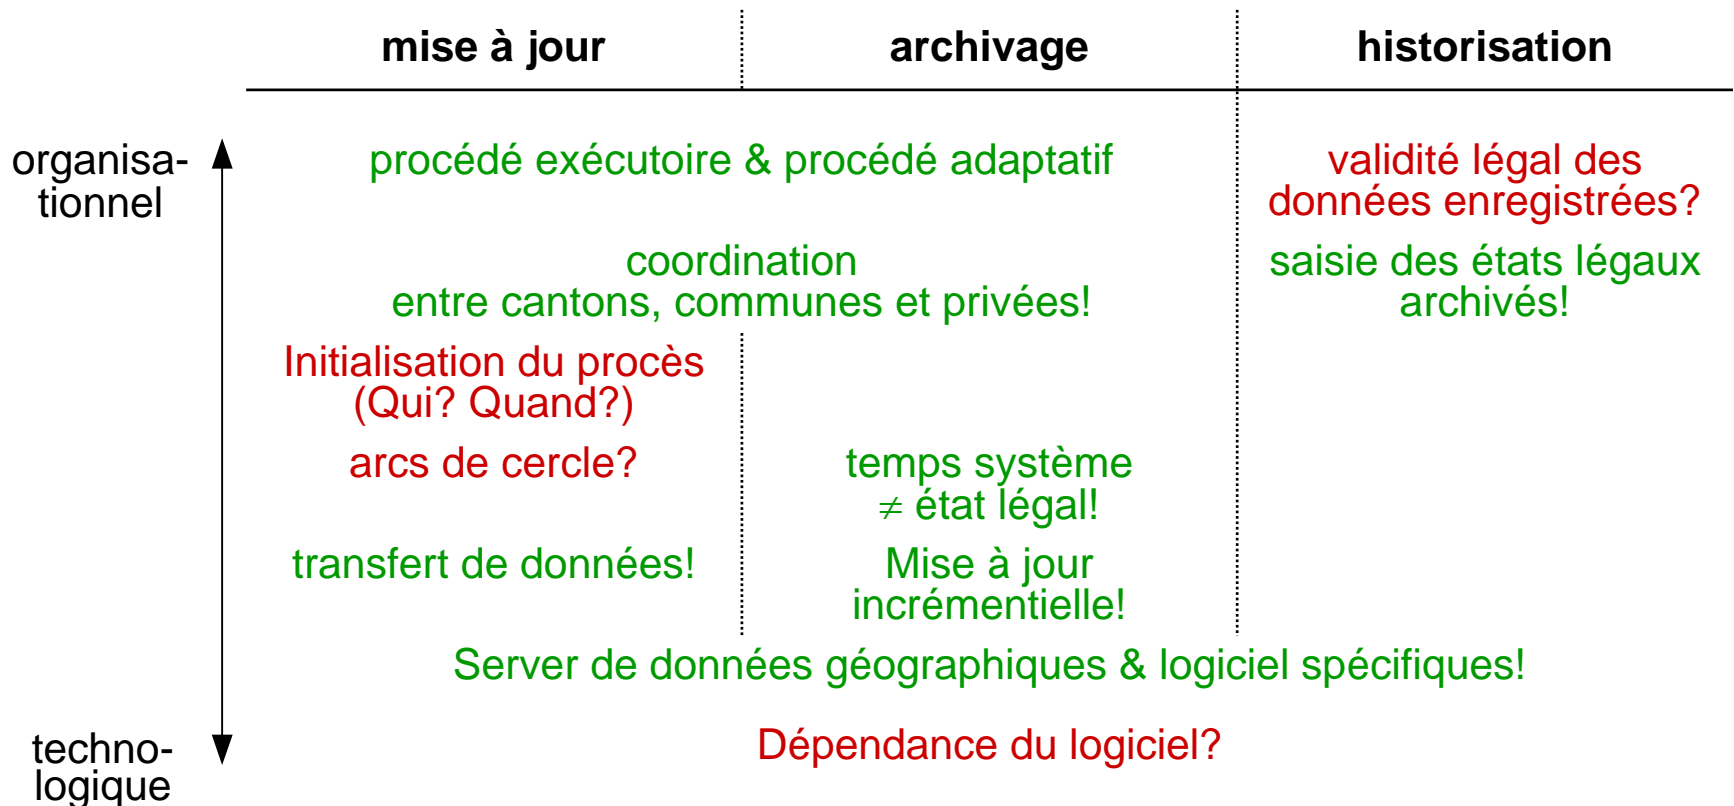 mise à jour
archivage
historisation
organisa-
tionnel
procédé exécutoire & procédé adaptatif
validité légal des
données enregistrées?
coordination
entre cantons, communes et privées!
saisie des états légaux
archivés!
Initialisation du procès
(Qui? Quand?)
arcs de cercle?
temps système
≠ état légal!
transfert de données!
Mise à jour
incrémentielle!
Server de données géographiques & logiciel spécifiques!
Dépendance du logiciel?
techno-
logique